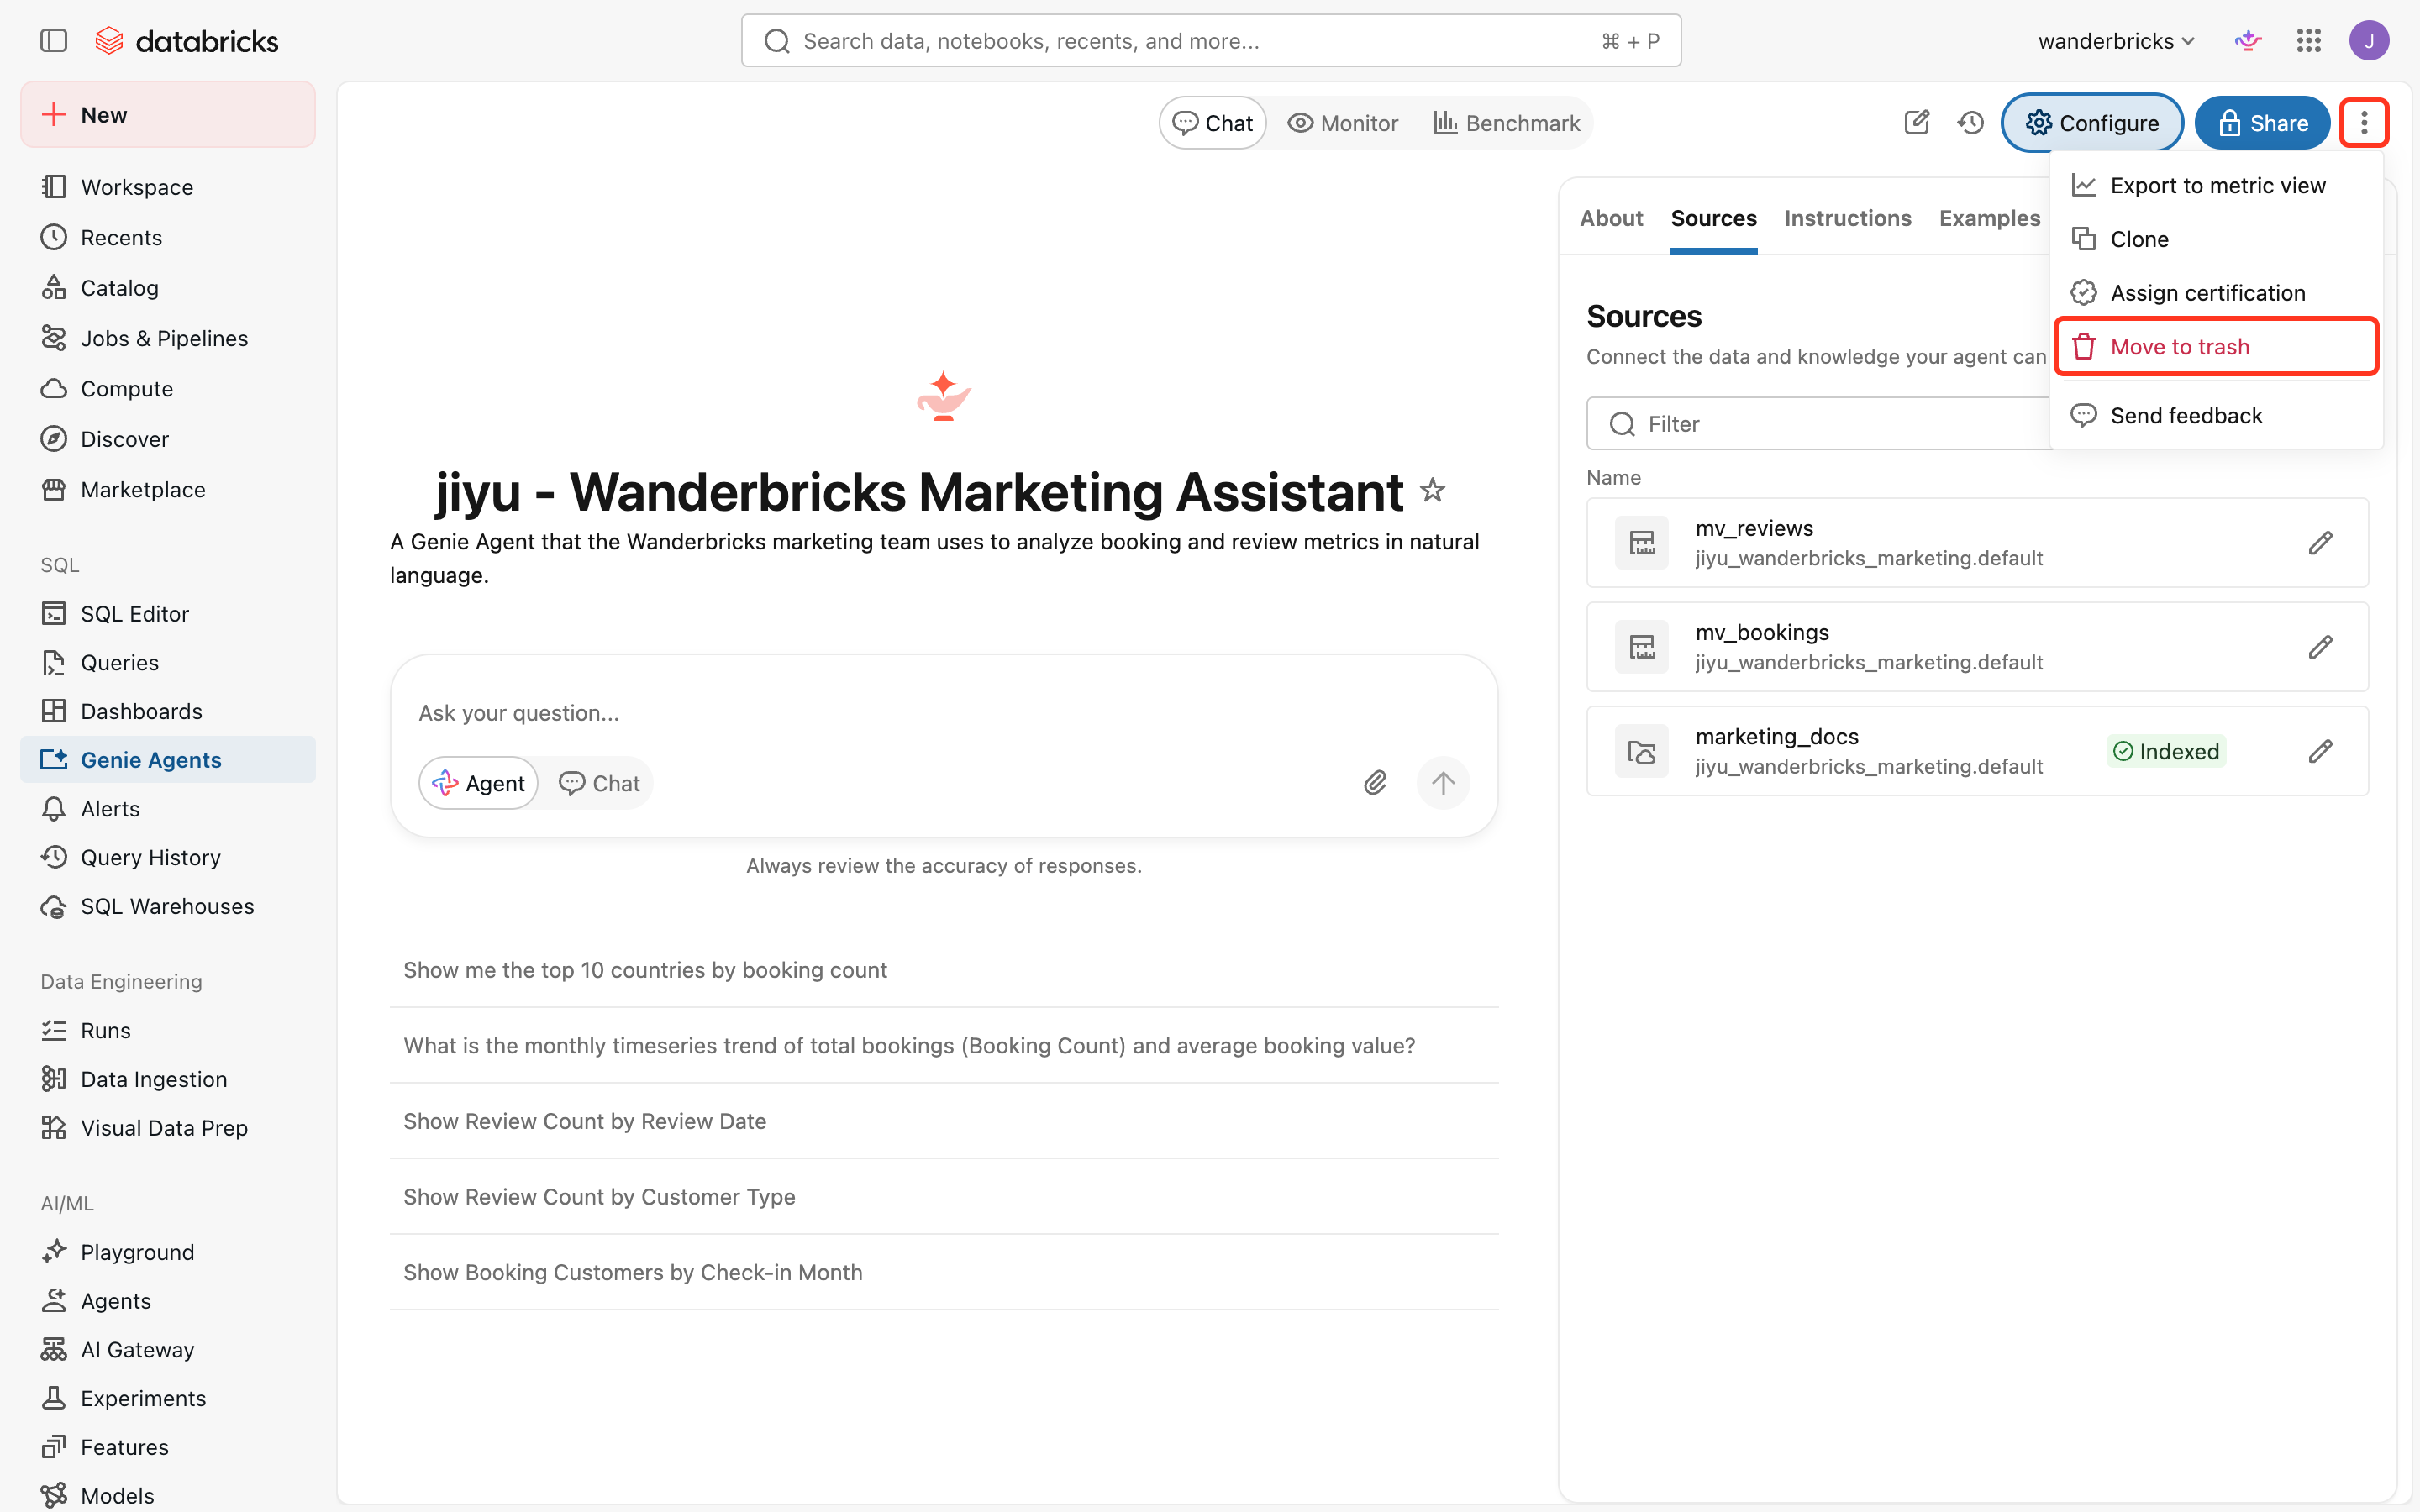 databricks
Search data, notebooks, recents, and more...
⌘ + P
wanderbricks
J
New
Workspace
Recents
Catalog
Jobs & Pipelines
Compute
Discover
Marketplace
SQL
SQL Editor
Queries
Dashboards
Genie Agents
Alerts
Query History
SQL Warehouses
Data Engineering
Runs
Data Ingestion
Visual Data Prep
AI/ML
Playground
Agents
AI Gateway
Experiments
Features
Models
Chat
Monitor
Benchmark
Configure
Share
jiyu - Wanderbricks Marketing Assistant
A Genie Agent that the Wanderbricks marketing team uses to analyze booking and review metrics in natural
language.
Ask your question...
Agent
Chat
Always review the accuracy of responses.
Show me the top 10 countries by booking count
What is the monthly timeseries trend of total bookings (Booking Count) and average booking value?
Show Review Count by Review Date
Show Review Count by Customer Type
Show Booking Customers by Check-in Month
About
Sources
Instructions
Examples
Sources
Connect the data and knowledge your agent can
Filter
Name
mv_reviews
jiyu_wanderbricks_marketing.default
mv_bookings
jiyu_wanderbricks_marketing.default
marketing_docs
jiyu_wanderbricks_marketing.default
Indexed
Export to metric view
Clone
Assign certification
Move to trash
Send feedback